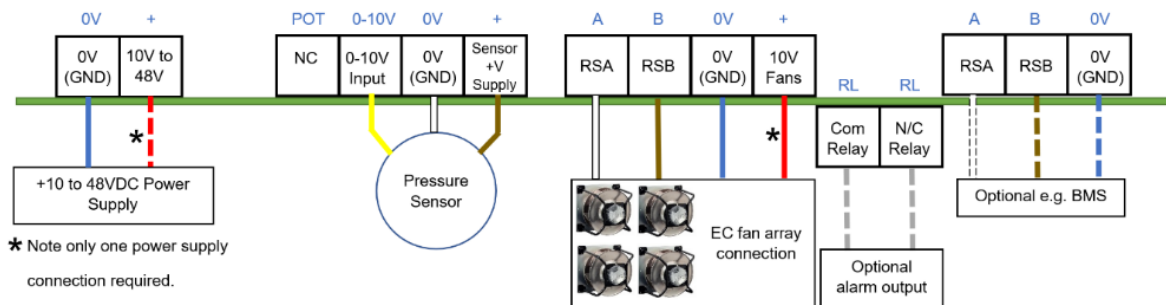 0V + POT 0-10V 0V + A B 0V + A B 0V
0V (GND)
10V to 48V
NC
0-10V Input
0V (GND)
Sensor +V Supply
RSA
RSB
0V (GND)
10V Fans
RL RL
Com Relay
N/C Relay
RSA
RSB
0V (GND)
*
+10 to 48VDC Power
Supply
* Note only one power supply
connection required.
Pressure
Sensor
*
EC fan array
connection
Optional
alarm output
Optional e.g. BMS